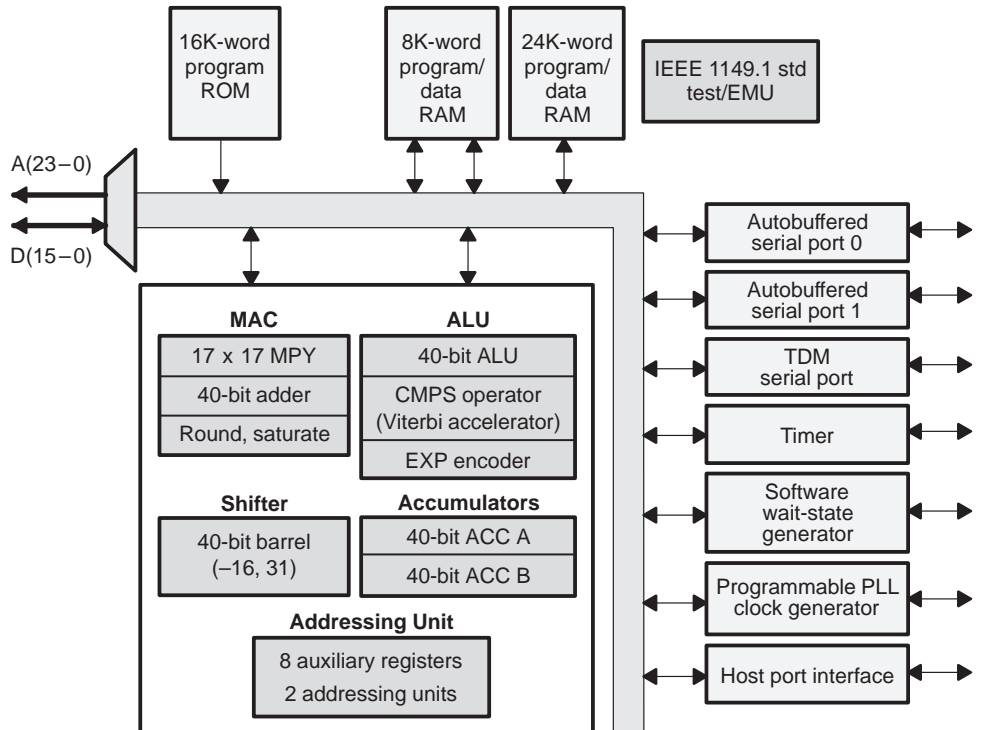 16K-word
program
ROM
8K-word
program/
data
RAM
24K-word
program/
data
RAM
IEEE 1149.1 std
test/EMU
A(23–0)
D(15–0)
MAC
17 x 17 MPY
40-bit adder
Round, saturate
ALU
40-bit ALU
CMPS operator
(Viterbi accelerator)
EXP encoder
Shifter
40-bit barrel
(–16, 31)
Accumulators
40-bit ACC A
40-bit ACC B
Addressing Unit
8 auxiliary registers
2 addressing units
Autobuffered
serial port 0
Autobuffered
serial port 1
TDM
serial port
Timer
Software
wait-state
generator
Programmable PLL
clock generator
Host port interface